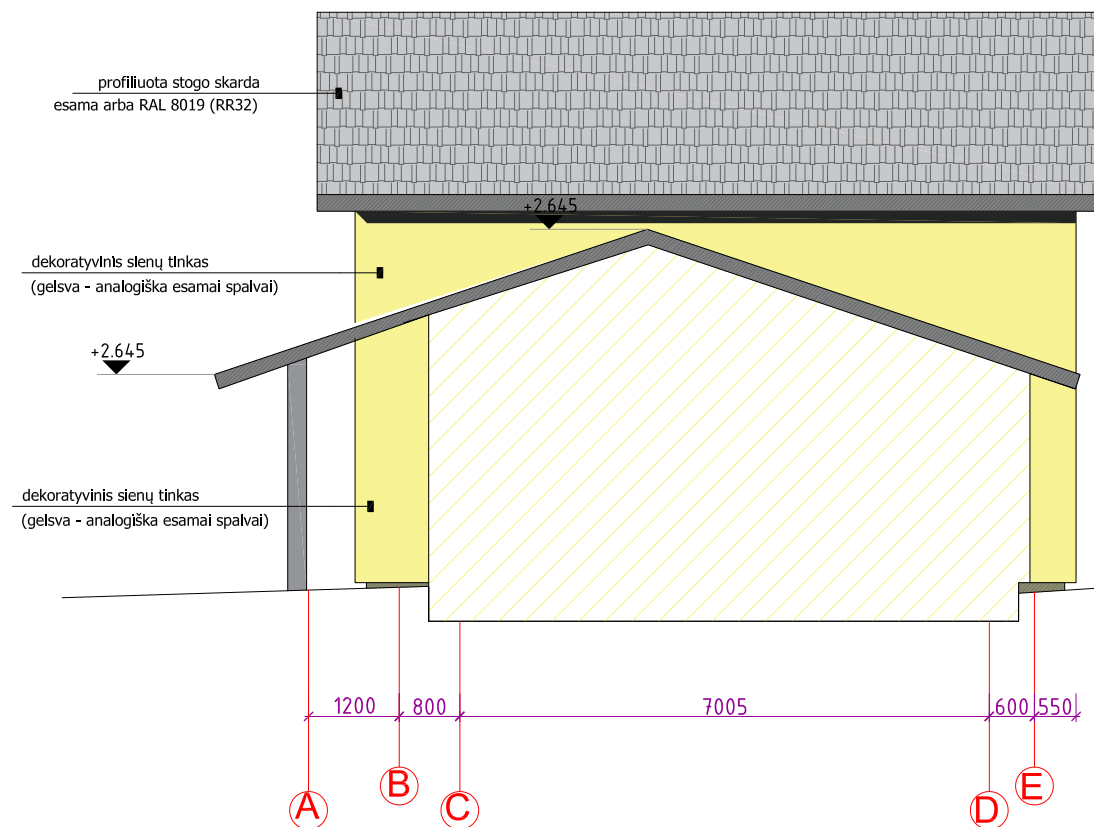 profiliuota stogo skarda
esama arba RAL 8019 (RR32)
+2.645
dekoratyvinis sienų tinkas
(gelsva - analogiška esamai spalvai)
+2.645
dekoratyvinis sienų tinkas
(gelsva - analogiška esamai spalvai)
1200 800 7005 600 550
A B C D E